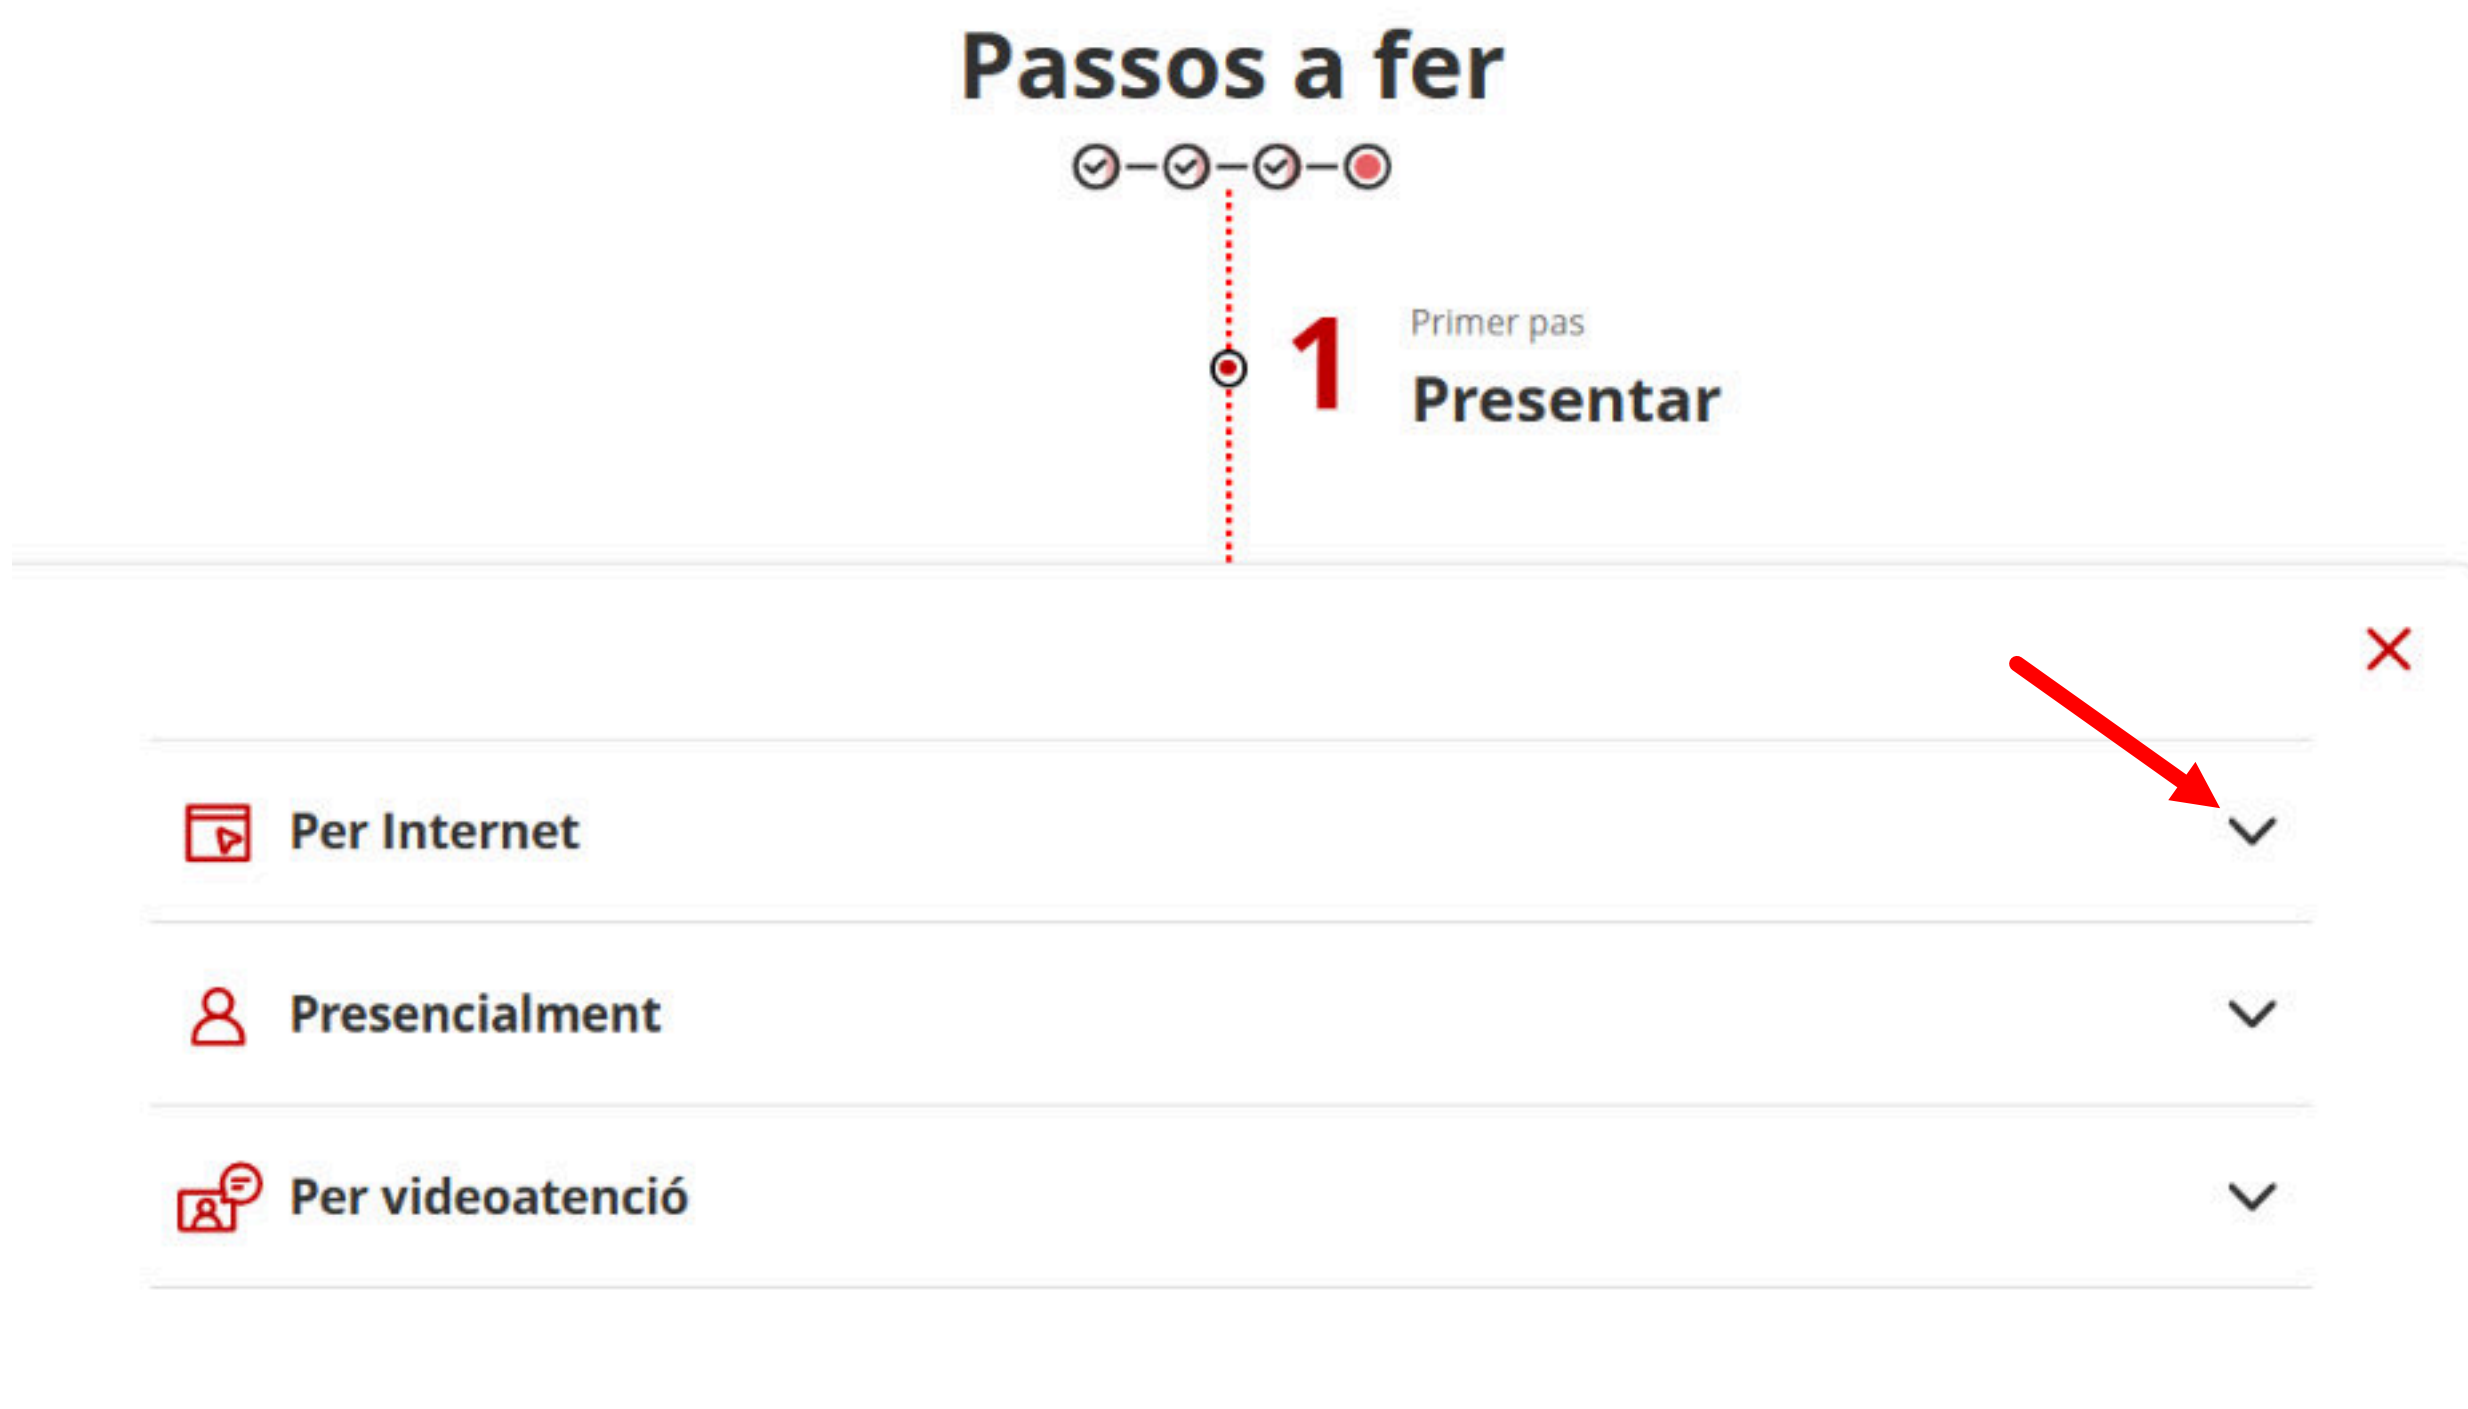 Passos a fer
1
Primer pas
Presentar
Per Internet
Presencialment
Per videoatenció